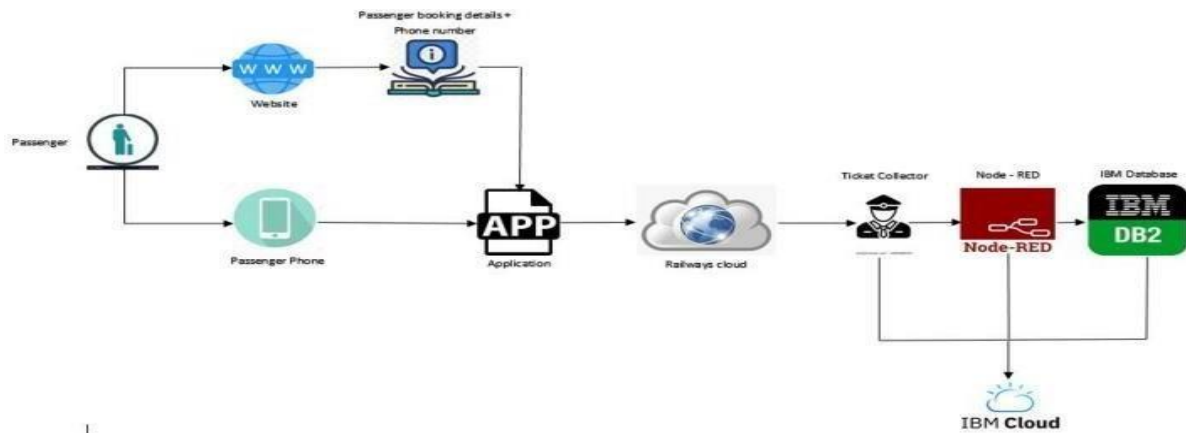 Passenger booking details +
Phone number
WWW
Website
Passenger
Passenger Phone
APP
Application
Railways cloud
Ticket Collector
Node - RED
Node-RED
IBM Database
IBM
DB2
IBM Cloud